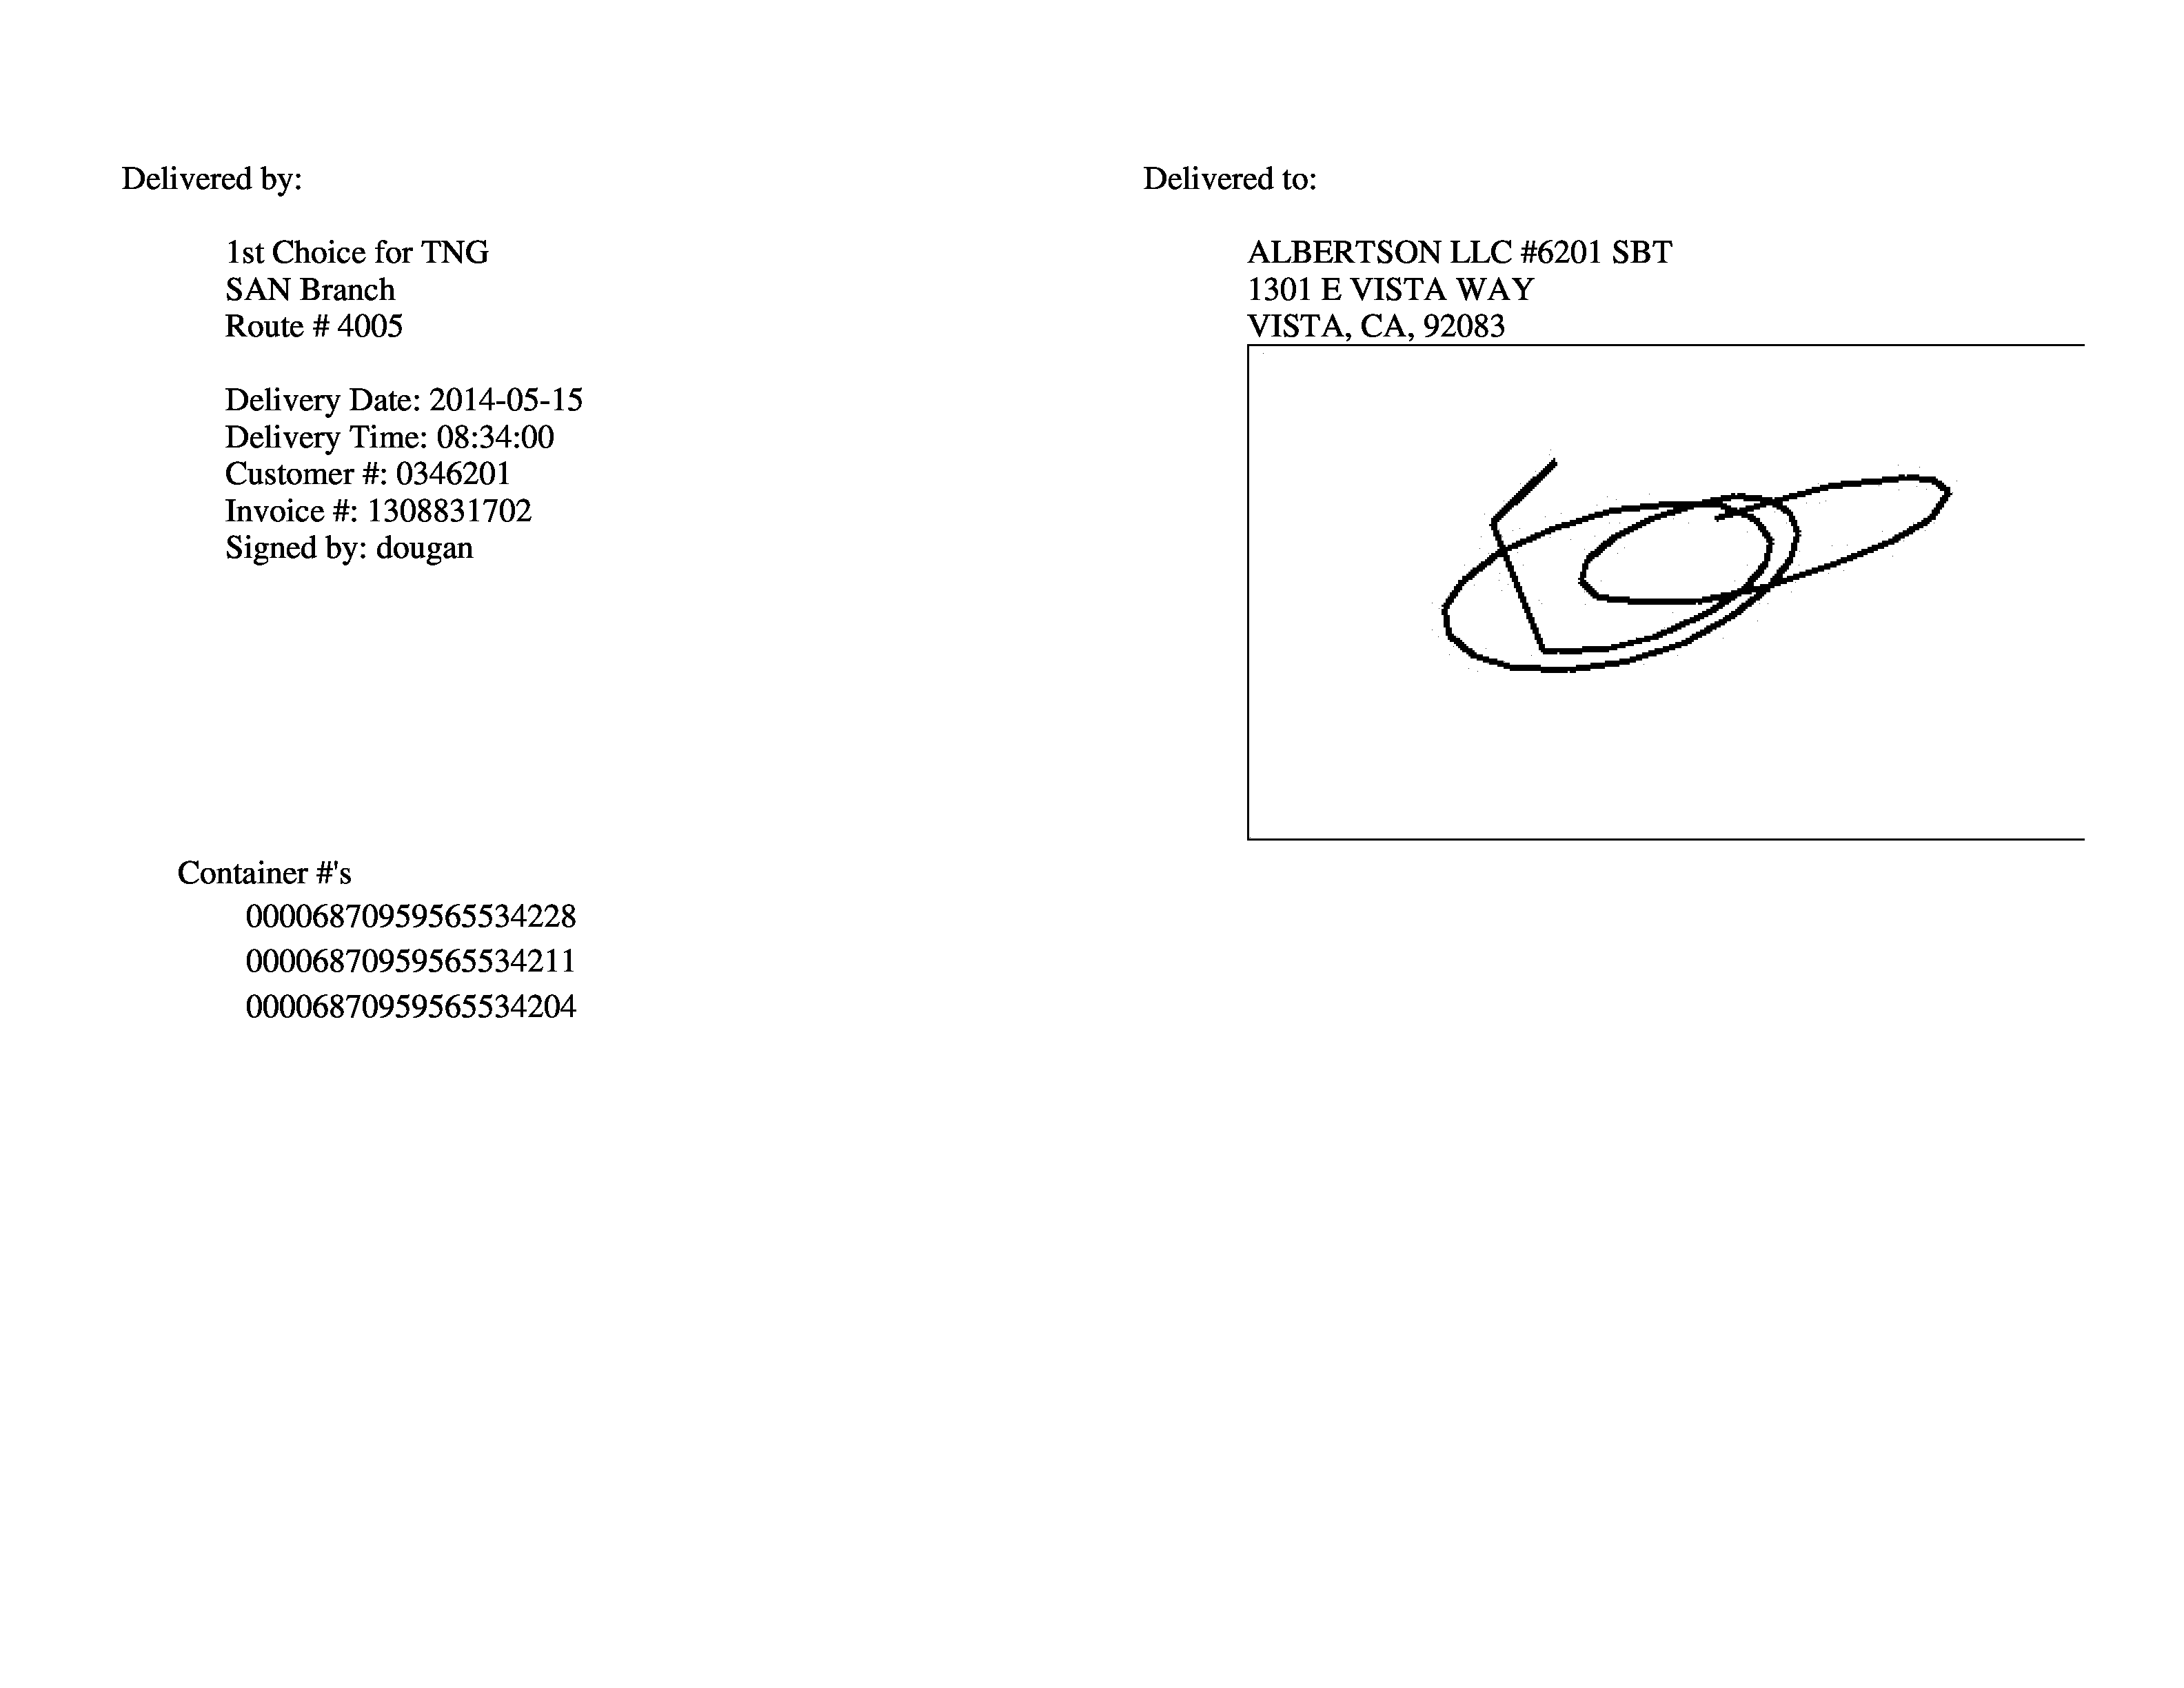 Delivered by:
1st Choice for TNG
SAN Branch
Route # 4005
Delivery Date: 2014-05-15
Delivery Time: 08:34:00
Customer #: 0346201
Invoice #: 1308831702
Signed by: dougan
Delivered to:
ALBERTSON LLC #6201 SBT
1301 E VISTA WAY
VISTA, CA, 92083
Container #'s
00006870959565534228
00006870959565534211
00006870959565534204